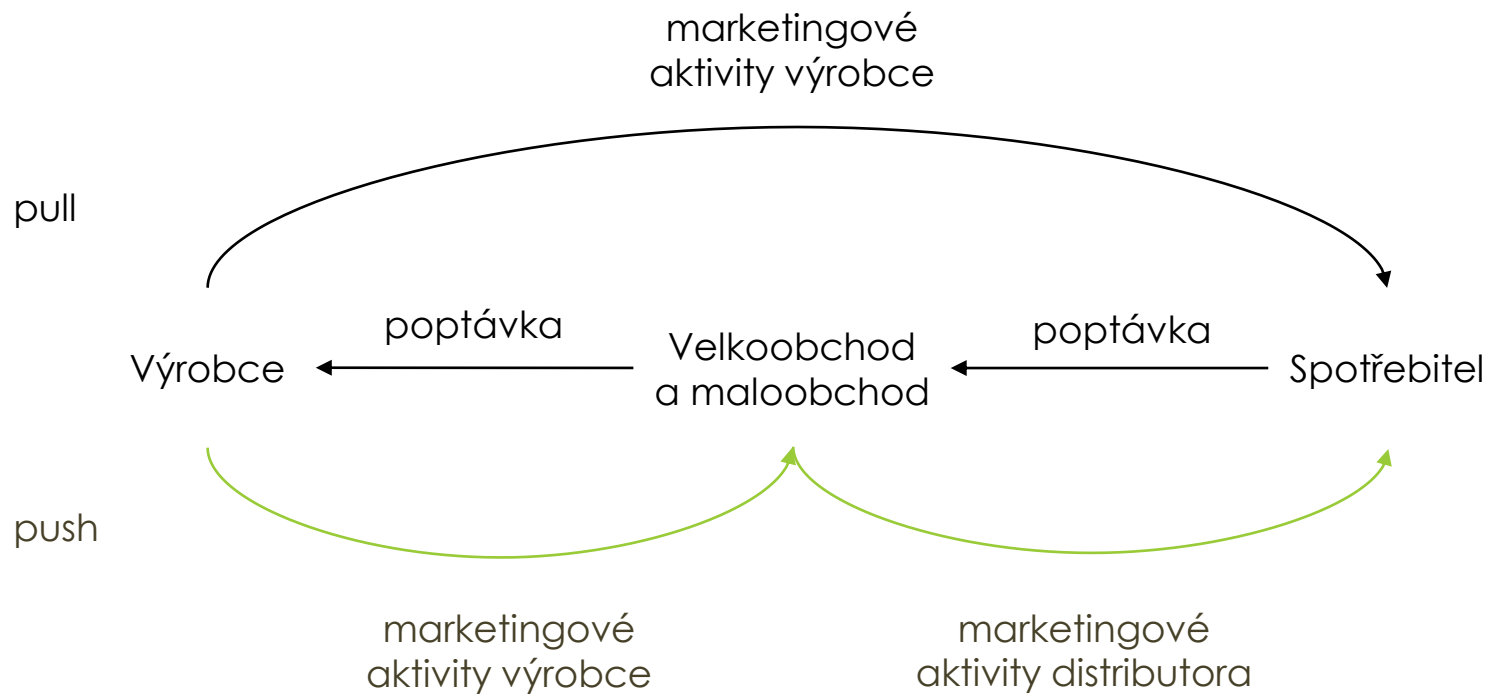 marketingové
aktivity výrobce
pull
poptávka
poptávka
Výrobce
Velkoobchod
a maloobchod
Spotřebitel
push
marketingové
aktivity výrobce
marketingové
aktivity distributora